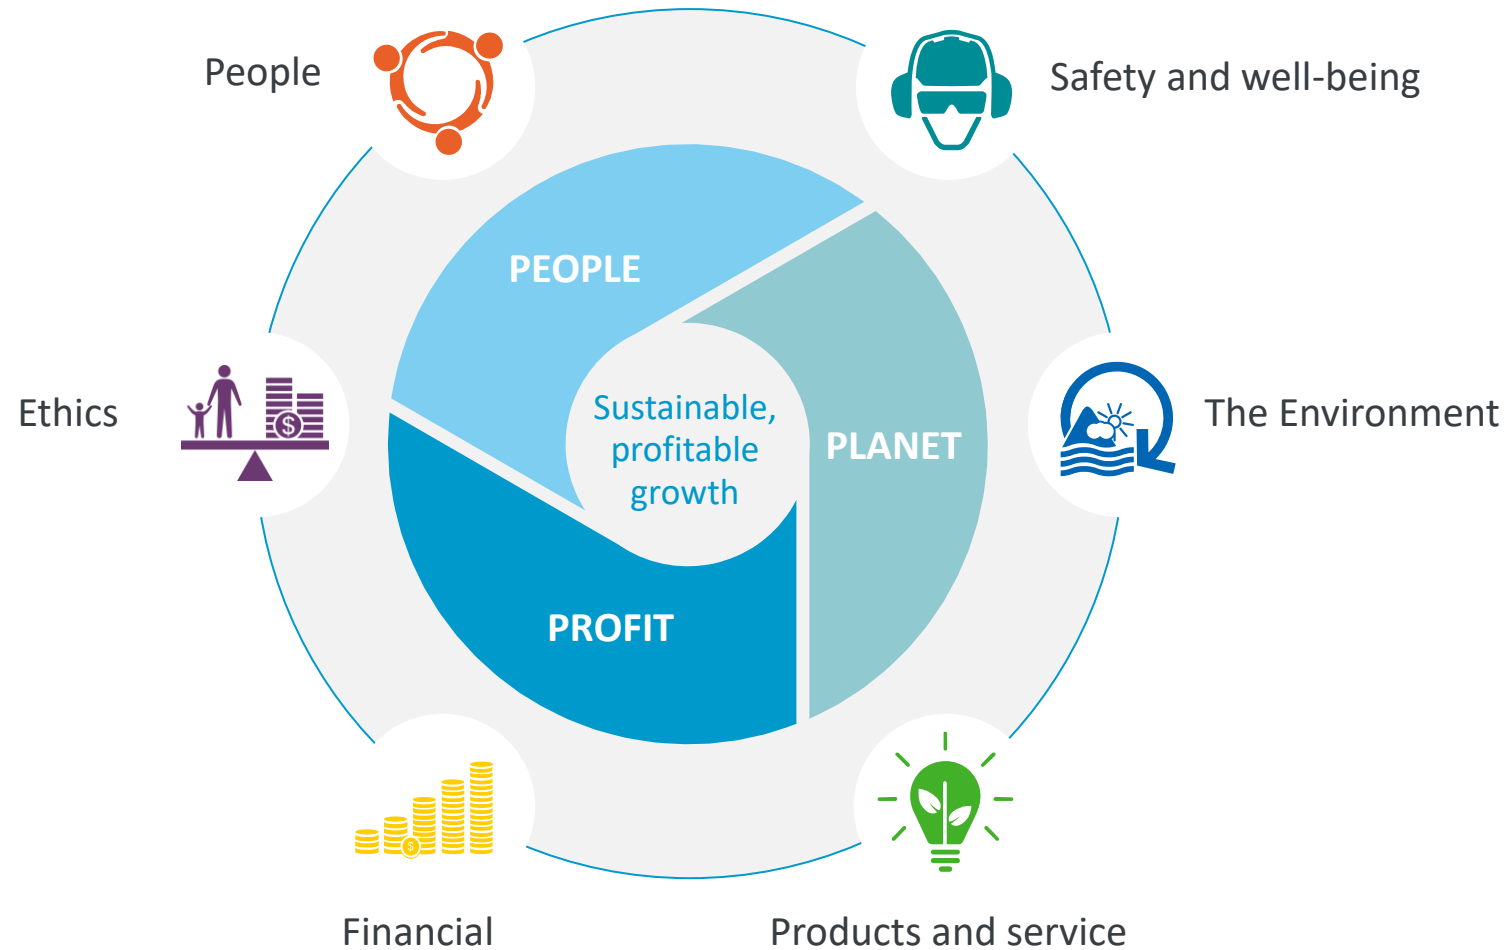 People
Safety and well-being
PEOPLE
Ethics
$
Sustainable,
profitable
growth
PLANET
The Environment
PROFIT
$
Financial
Products and service